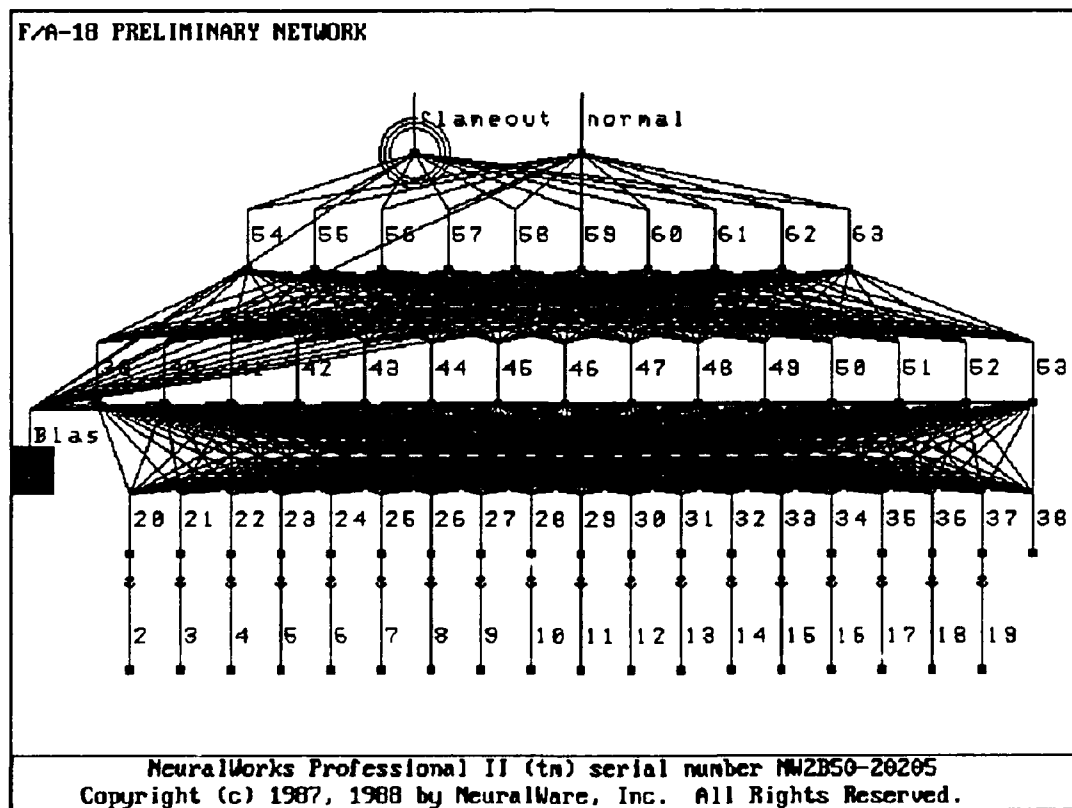 F/A-18 PRELIMINARY NETWORK
flameout normal
54 55 56 57 58 59 60 61 62 63
39 40 41 42 43 44 45 46 47 48 49 50 51 52 53
Bias
20 21 22 23 24 25 26 27 28 29 30 31 32 33 34 35 36 37 38
2 3 4 5 6 7 8 9 10 11 12 13 14 15 16 17 18 19
NeuralWorks Professional II (tm) serial number NW2B50-20205
Copyright (c) 1987, 1988 by NeuralWare, Inc. All Rights Reserved.